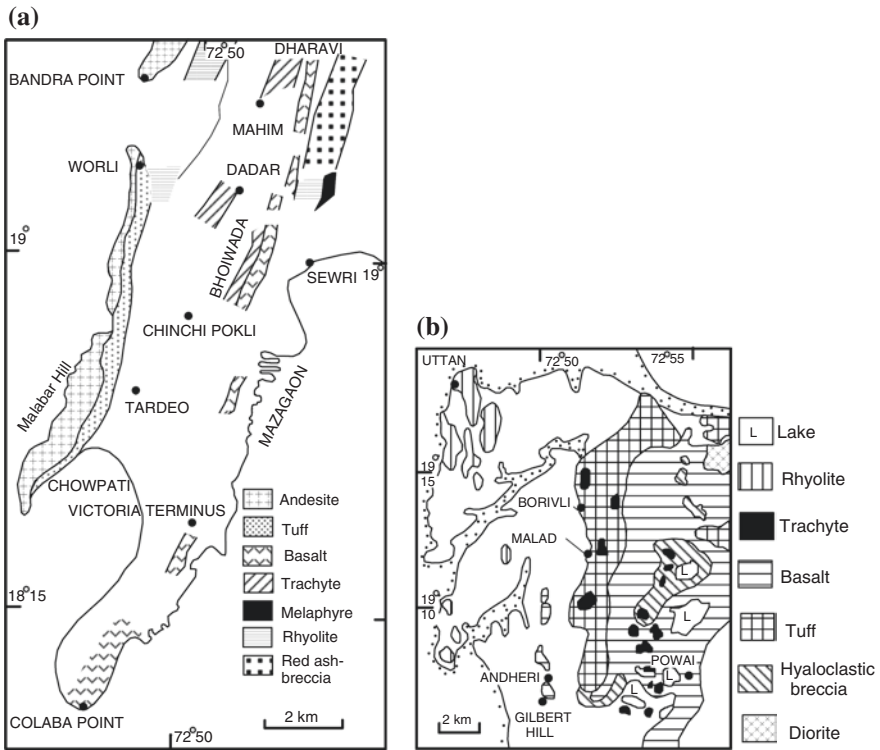 (a)
72° 50
DHARAVI
BANDRA POINT
MAHIM
WORLI
DADAR
19°
BHOIWADA
SEWRI
19°
CHINCHI POKLI
Malabar Hill
TARDEO
MAZAGAON
CHOWPATI
VICTORIA TERMINUS
18° 15
COLABA POINT
72° 50
Andesite
Tuff
Basalt
Trachyte
Melaphyre
Rhyolite
Red ash-
breccia
2 km
(b)
UTTAN
72° 50
72° 55
19°
15
BORIVLI
MALAD
19°
10
POWAI
ANDHERI
GILBERT
HILL
2 km
L
L
L
L
L Lake
Rhyolite
Trachyte
Basalt
Tuff
Hyaloclastic
breccia
Diorite